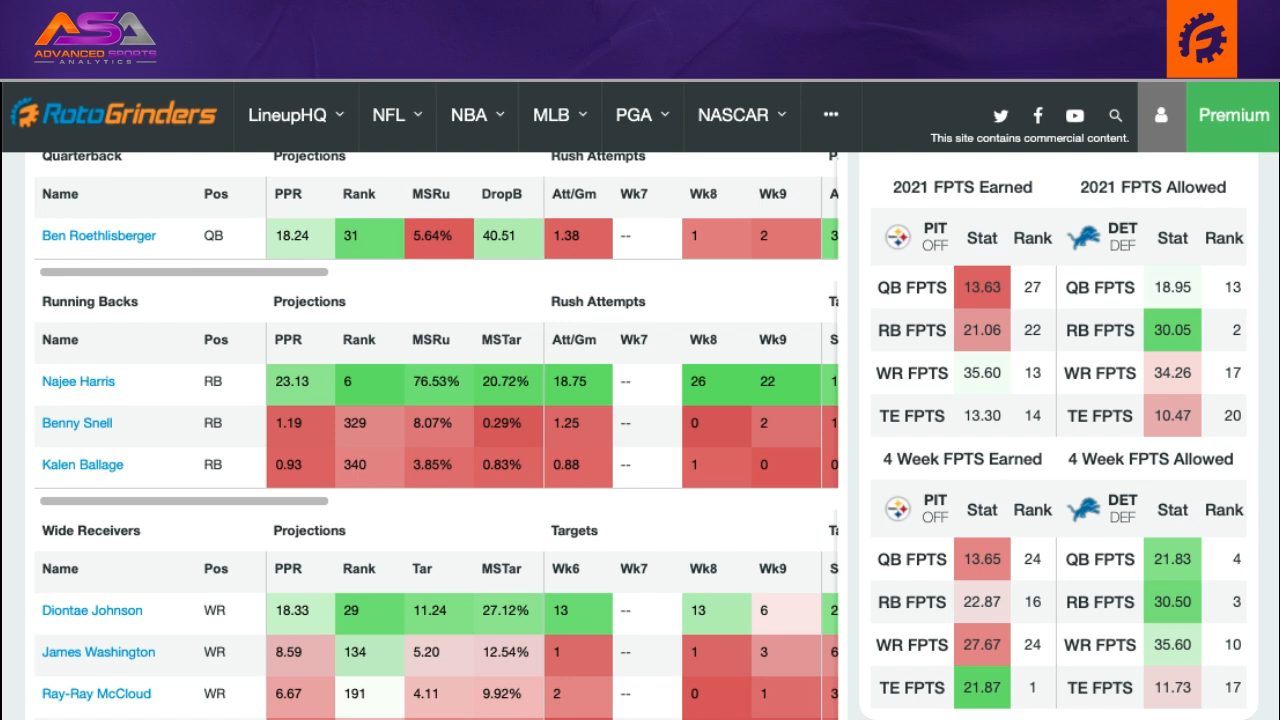 ASA
ADVANCED SPORTS
ANALYTICS
RotoGrinders LineupHQ NFL NBA MLB PGA NASCAR ••• Premium
This site contains commercial content.
Quarterback Projections Rush Attempts P
Name Pos PPR Rank MSRu DropB Att/Gm Wk7 Wk8 Wk9 A
Ben Roethlisberger QB 18.24 31 5.64% 40.51 1.38 -- 1 2 3
Running Backs Projections Rush Attempts Ta
Name Pos PPR Rank MSRu MSTar Att/Gm Wk7 Wk8 Wk9 S
Najee Harris RB 23.13 6 76.53% 20.72% 18.75 -- 26 22 1
Benny Snell RB 1.19 329 8.07% 0.29% 1.25 -- 0 2 1
Kalen Ballage RB 0.93 340 3.85% 0.83% 0.88 -- 1 0 0
Wide Receivers Projections Targets Ta
Name Pos PPR Rank Tar MSTar Wk6 Wk7 Wk8 Wk9 S
Diontae Johnson WR 18.33 29 11.24 27.12% 13 -- 13 6 2
James Washington WR 8.59 134 5.20 12.54% 1 -- 1 3 6
Ray-Ray McCloud WR 6.67 191 4.11 9.92% 2 -- 0 1 3
2021 FPTS Earned 2021 FPTS Allowed
PIT OFF Stat Rank DET DEF Stat Rank
QB FPTS 13.63 27 QB FPTS 18.95 13
RB FPTS 21.06 22 RB FPTS 30.05 2
WR FPTS 35.60 13 WR FPTS 34.26 17
TE FPTS 13.30 14 TE FPTS 10.47 20
4 Week FPTS Earned 4 Week FPTS Allowed
PIT OFF Stat Rank DET DEF Stat Rank
QB FPTS 13.65 24 QB FPTS 21.83 4
RB FPTS 22.87 16 RB FPTS 30.50 3
WR FPTS 27.67 24 WR FPTS 35.60 10
TE FPTS 21.87 1 TE FPTS 11.73 17